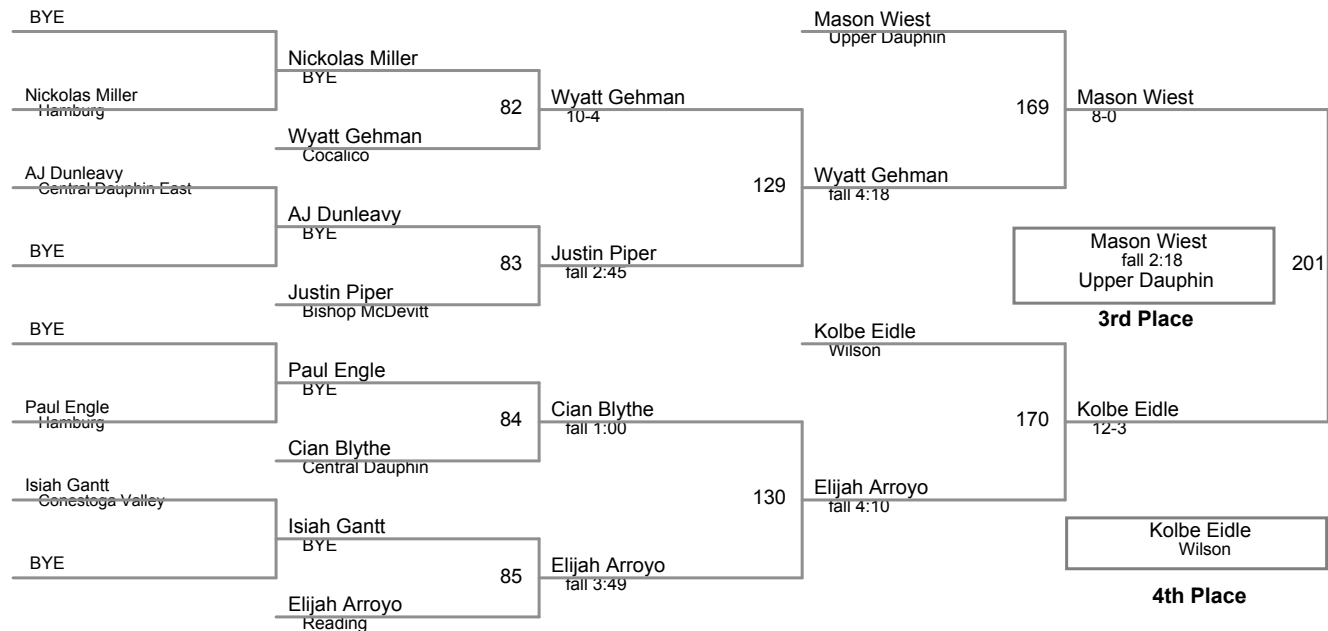 BYE
Nickolas Miller
Hamburg
AJ Dunleavy
Central Dauphin East
BYE
BYE
Paul Engle
Hamburg
Isiah Gantt
Conestoga Valley
BYE
Nickolas Miller
BYE
82
Wyatt Gehman
Cocalico
AJ Dunleavy
BYE
83
Justin Piper
Bishop McDevitt
Paul Engle
BYE
84
Cian Blythe
Central Dauphin
Isiah Gantt
BYE
85
Elijah Arroyo
Reading
Wyatt Gehman
10-4
129
Justin Piper
fall 2:45
Cian Blythe
fall 1:00
130
Elijah Arroyo
fall 3:49
Mason Wiest
Upper Dauphin
169
Wyatt Gehman
fall 4:18
Kolbe Eidle
Wilson
170
Elijah Arroyo
fall 4:10
Mason Wiest
8-0
Mason Wiest
fall 2:18
Upper Dauphin
201
3rd Place
Kolbe Eidle
12-3
Kolbe Eidle
Wilson
4th Place